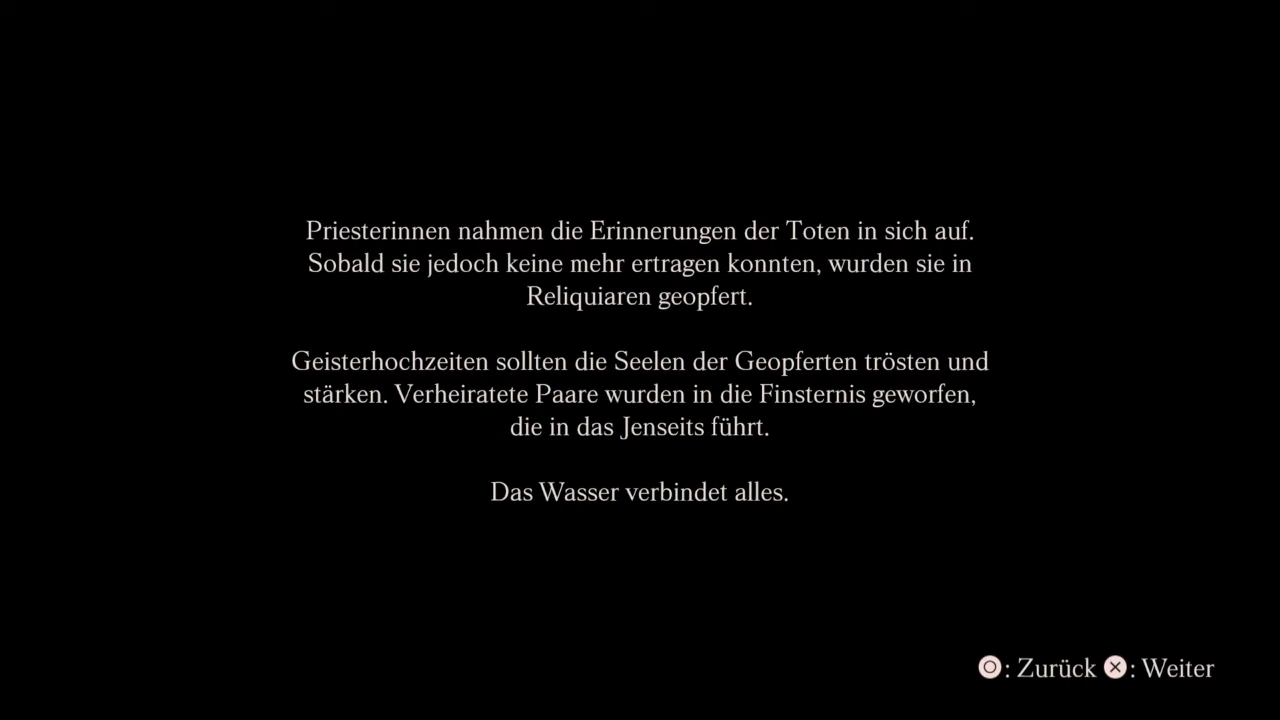 Priesterinnen nahmen die Erinnerungen der Toten in sich auf.
Sobald sie jedoch keine mehr ertragen konnten, wurden sie in
Reliquiaren geopfert.
Geisterhochzeiten sollten die Seelen der Geopferten trösten und
stärken. Verheiratete Paare wurden in die Finsternis geworfen,
die in das Jenseits führt.
Das Wasser verbindet alles.
: Zurück : Weiter